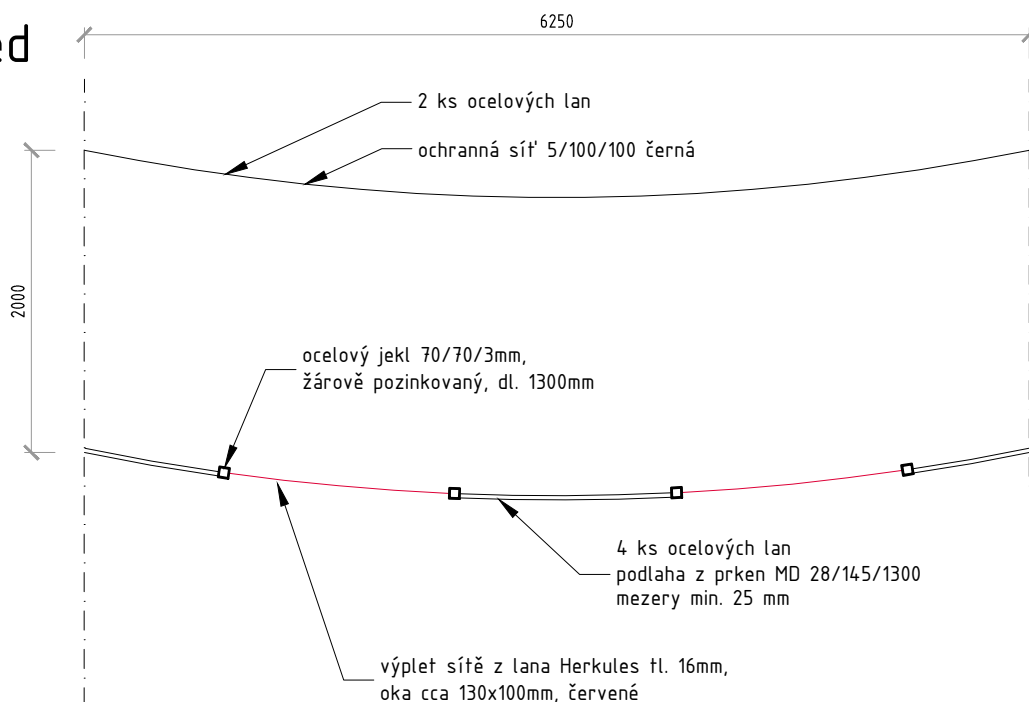 6250
2 ks ocelových lan
ochranná síť 5/100/100 černá
2000
ocelový jekl 70/70/3mm,
žárově pozinkovaný, dl. 1300mm
4 ks ocelových lan
podlaha z prken MD 28/145/1300
mezery min. 25 mm
výplet sítě z lana Herkules tl. 16mm,
oka cca 130x100mm, červené